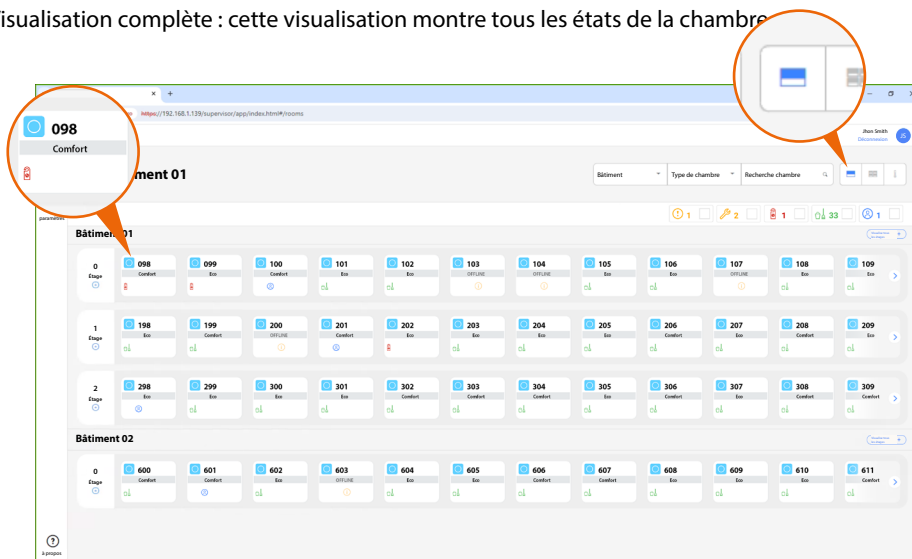 isualisation complète : cette visualisation montre tous les états de la chambre
× +
https://192.168.1.139/supervisor/app/index.html#/rooms
098
Comfort
Jhon Smith
Déconnexion
JS
ment 01
Bâtiment
Type de chambre
Recherche chambre
paramètres
1 2 1 33 1
Bâtiment 01
0
Étage
098 099 100 101 102 103 104 105 106 107 108 109
Comfort Eco Comfort Eco Eco OFFLINE OFFLINE Eco Eco OFFLINE Eco Eco
1
Étage
198 199 200 201 202 203 204 205 206 207 208 209
Eco Comfort OFFLINE Comfort Eco Eco Eco Eco Comfort Eco Comfort Eco
2
Étage
298 299 300 301 302 303 304 305 306 307 308 309
Eco Comfort Eco Eco Comfort Comfort Comfort Eco Eco Eco Comfort Comfort
Bâtiment 02
0
Étage
600 601 602 603 604 605 606 607 608 609 610 611
Comfort Comfort Eco OFFLINE Eco Eco Comfort Comfort Eco Eco Eco Comfort
?
à propos